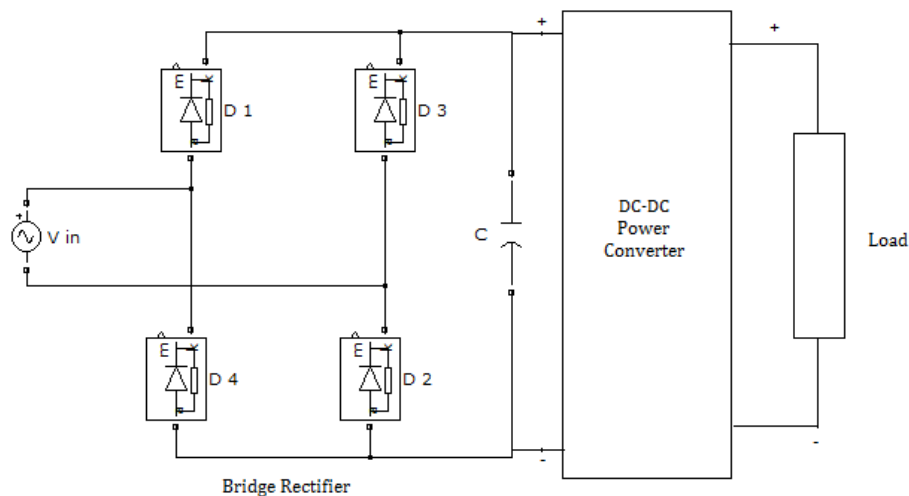 +
+
E
D 1
E
D 3
+
V in
DC-DC
Power
Converter
C
Load
E
D 4
E
D 2
-
-
Bridge Rectifier